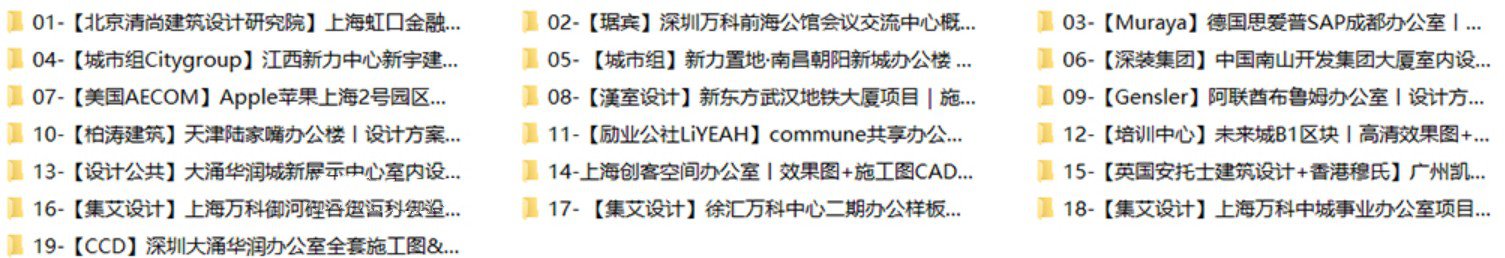 01-【北京清尚建筑设计研究院】上海虹口金融...
02-【琚宾】深圳万科前海公馆会议交流中心概...
03-【Muraya】德国思爱普SAP成都办公室丨...
04-【城市组Citygroup】江西新力中心新宇建...
05- 【城市组】新力置地·南昌朝阳新城办公楼 ...
06-【深装集团】中国南山开发集团大厦室内设...
07-【美国AECOM】Apple苹果上海2号园区...
08-【漢室设计】新东方武汉地铁大厦项目 | 施...
09-【Gensler】阿联酋布鲁姆办公室丨设计方...
10-【柏涛建筑】天津陆家嘴办公楼丨设计方案...
11-【励业公社LiYEAH】commune共享办公...
12-【培训中心】未来城B1区块丨高清效果图+...
13-【设计公共】大涌华润城新展示中心室内设...
14-上海创客空间办公室丨效果图+施工图CAD...
15-【英国安托士建筑设计+香港穆氏】广州凯...
16-【集艾设计】上海万科御河
17- 【集艾设计】徐汇万科中心二期办公样板...
18-【集艾设计】上海万科中城事业办公室项目...
19-【CCD】深圳大涌华润办公室全套施工图&...